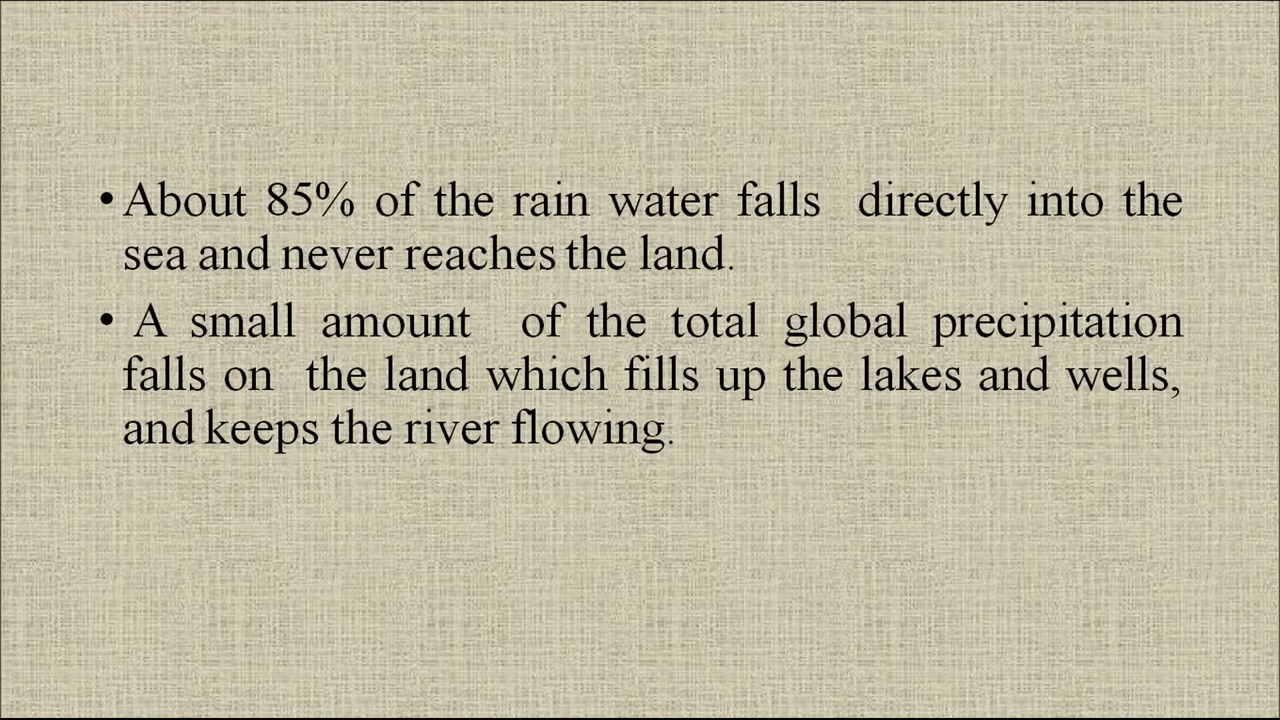 • About 85% of the rain water falls directly into the
sea and never reaches the land.
• A small amount of the total global precipitation
falls on the land which fills up the lakes and wells,
and keeps the river flowing.